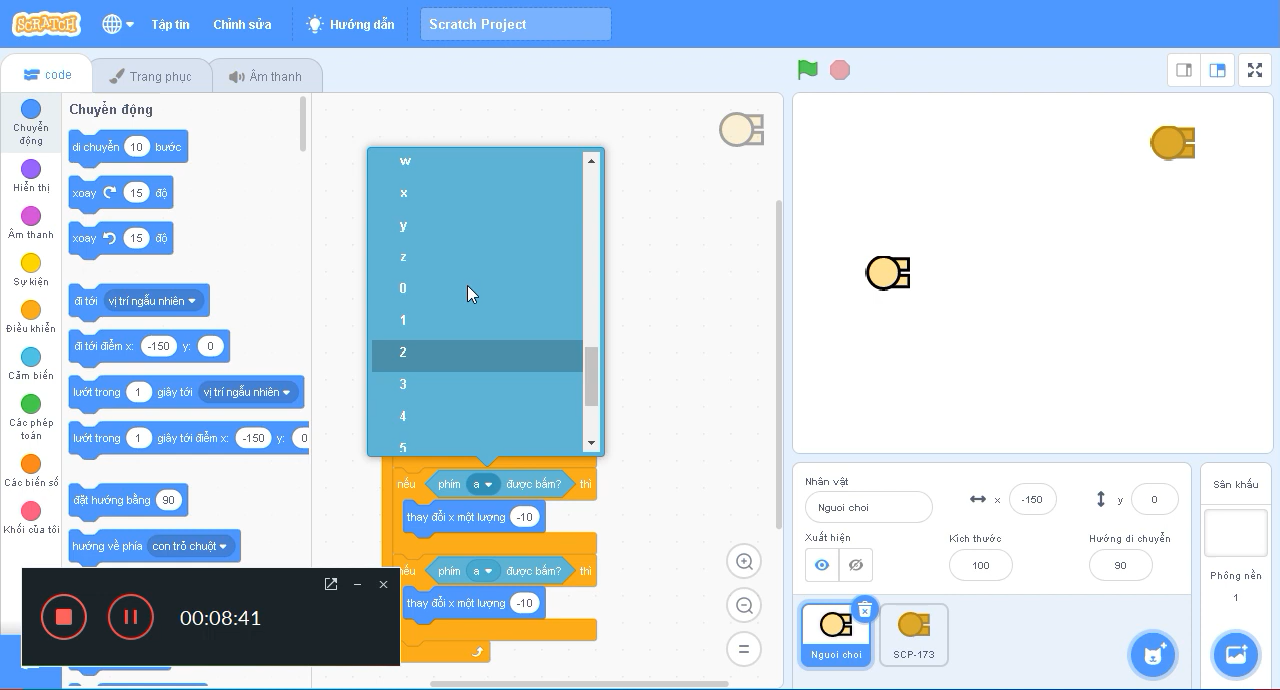 SCRATCH
Tập tin
Chỉnh sửa
Hướng dẫn
Scratch Project
code
Trang phục
Âm thanh
Chuyển động
Hiển thị
Âm thanh
Sự kiện
Điều khiển
Cảm biến
Các phép toán
Các biến số
Khối của tôi
Chuyển động
di chuyển 10 bước
xoay 15 độ
xoay 15 độ
đi tới vị trí ngẫu nhiên
đi tới điểm x: -150 y: 0
lướt trong 1 giây tới vị trí ngẫu nhiên
lướt trong 1 giây tới điểm x: -150 y: 0
đặt hướng bằng 90
hướng về phía con trỏ chuột
00:08:41
w
x
y
z
0
1
2
3
4
5
nếu phím a được bấm? thì
thay đổi x một lượng -10
nếu phím a được bấm? thì
thay đổi x một lượng -10
Nhân vật
Nguoi choi
x -150
y 0
Xuất hiện
Kích thước
100
Hướng di chuyển
90
Nguoi choi
SCP-173
Sân khấu
Phông nền
1